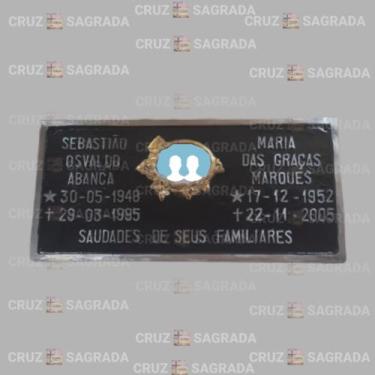 SEBASTIÃO
OSVALDO
ABANCA
★ 30-05-1948
✝ 29-03-1995
MARIA
DAS GRAÇAS
MARQUES
★ 17-12-1952
✝ 22-11-2005
SAUDADES DE SEUS FAMILIARES
CRUZ SAGRADA